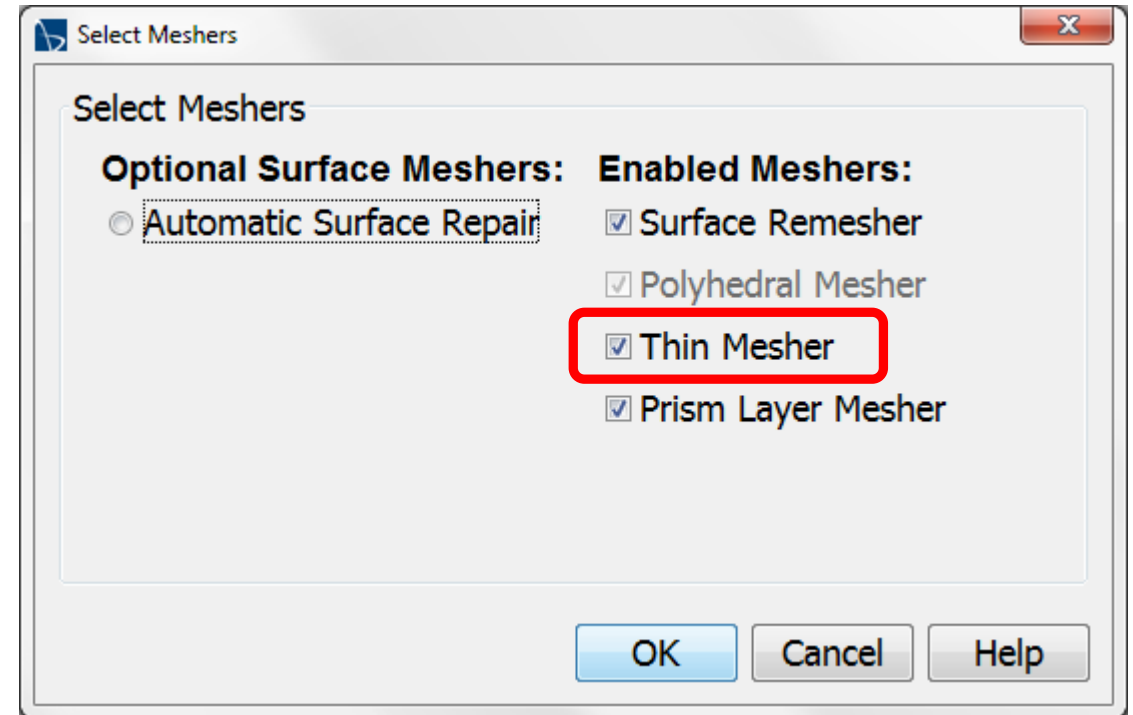 Select Meshers
Select Meshers
Optional Surface Meshers:
Automatic Surface Repair
Enabled Meshers:
Surface Remesher
Polyhedral Mesher
Thin Mesher
Prism Layer Mesher
OK
Cancel
Help